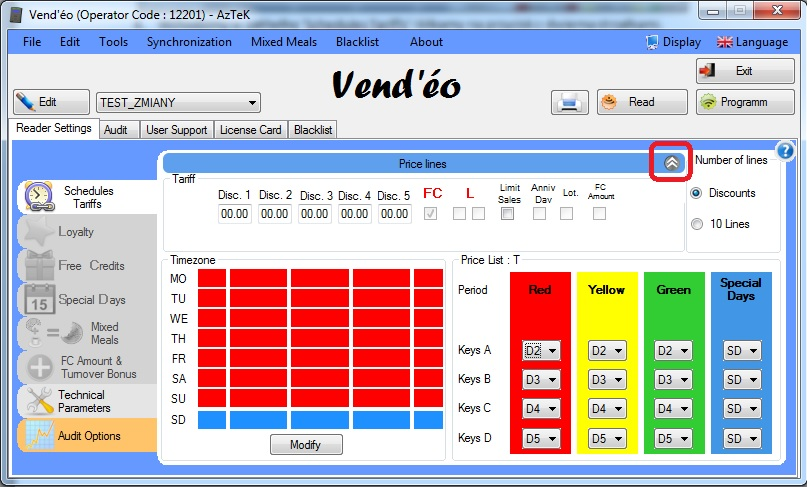 Vend'éo (Operator Code : 12201) - AzTeK
File Edit Tools Synchronization Mixed Meals Blacklist About Display Language
Vend'éo
Exit
Edit TEST_ZMIANY Read Programm
Reader Settings Audit User Support License Card Blacklist
Price lines
Number of lines
Discounts
10 Lines
Tariff
Disc. 1 Disc. 2 Disc. 3 Disc. 4 Disc. 5 FC L Limit Sales Anniv Day Lot. FC Amount
00.00 00.00 00.00 00.00 00.00
Schedules
Tariffs
Loyalty
Free Credits
Special Days
15
Mixed
Meals
FC Amount &
Turnover Bonus
Technical
Parameters
Audit Options
Timezone
MO
TU
WE
TH
FR
SA
SU
SD
Modify
Price List : T
Period Red Yellow Green Special Days
Keys A D2 D2 D2 SD
Keys B D3 D3 D3 SD
Keys C D4 D4 D4 SD
Keys D D5 D5 D5 SD